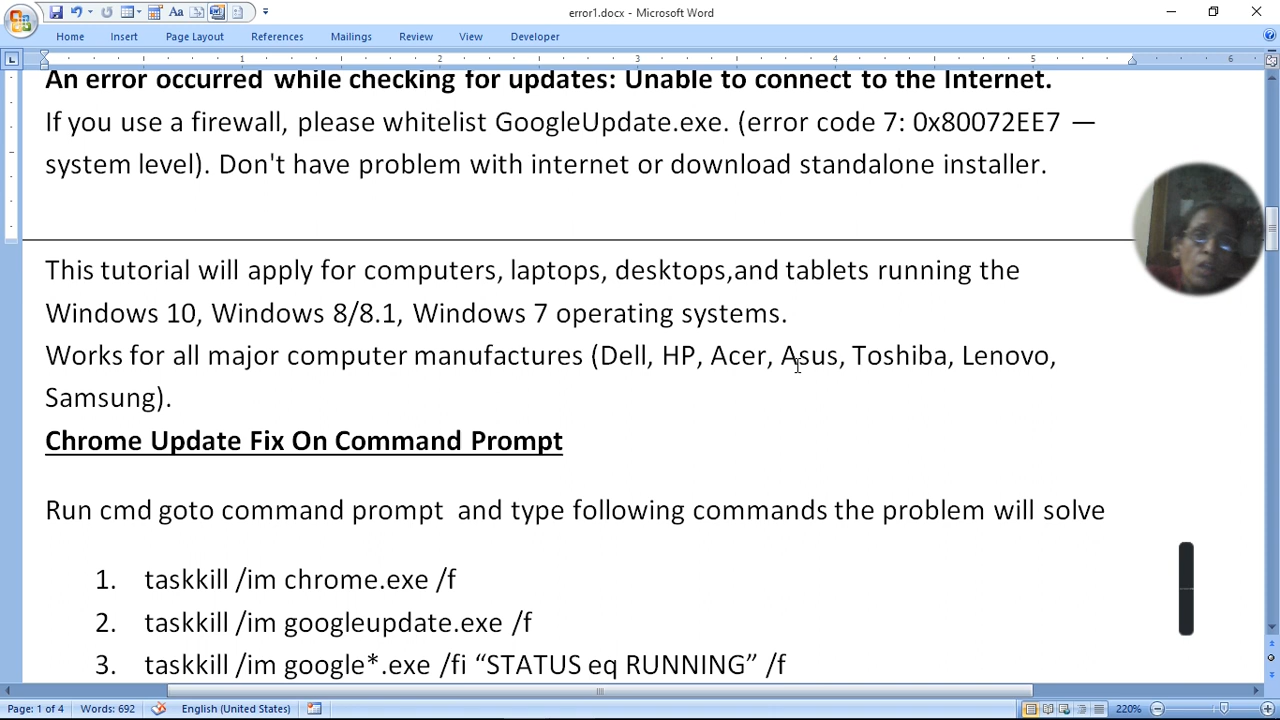 error1.docx - Microsoft Word
Home Insert Page Layout References Mailings Review View Developer
1 2 3 4 5 6
An error occurred while checking for updates: Unable to connect to the Internet.
If you use a firewall, please whitelist GoogleUpdate.exe. (error code 7: 0x80072EE7 —
system level). Don't have problem with internet or download standalone installer.
This tutorial will apply for computers, laptops, desktops,and tablets running the
Windows 10, Windows 8/8.1, Windows 7 operating systems.
Works for all major computer manufactures (Dell, HP, Acer, Asus, Toshiba, Lenovo,
Samsung).
Chrome Update Fix On Command Prompt
Run cmd goto command prompt  and type following commands the problem will solve
1. taskkill /im chrome.exe /f
2. taskkill /im googleupdate.exe /f
3. taskkill /im google*.exe /fi “STATUS eq RUNNING” /f
Page: 1 of 4 Words: 692 English (United States) 220%